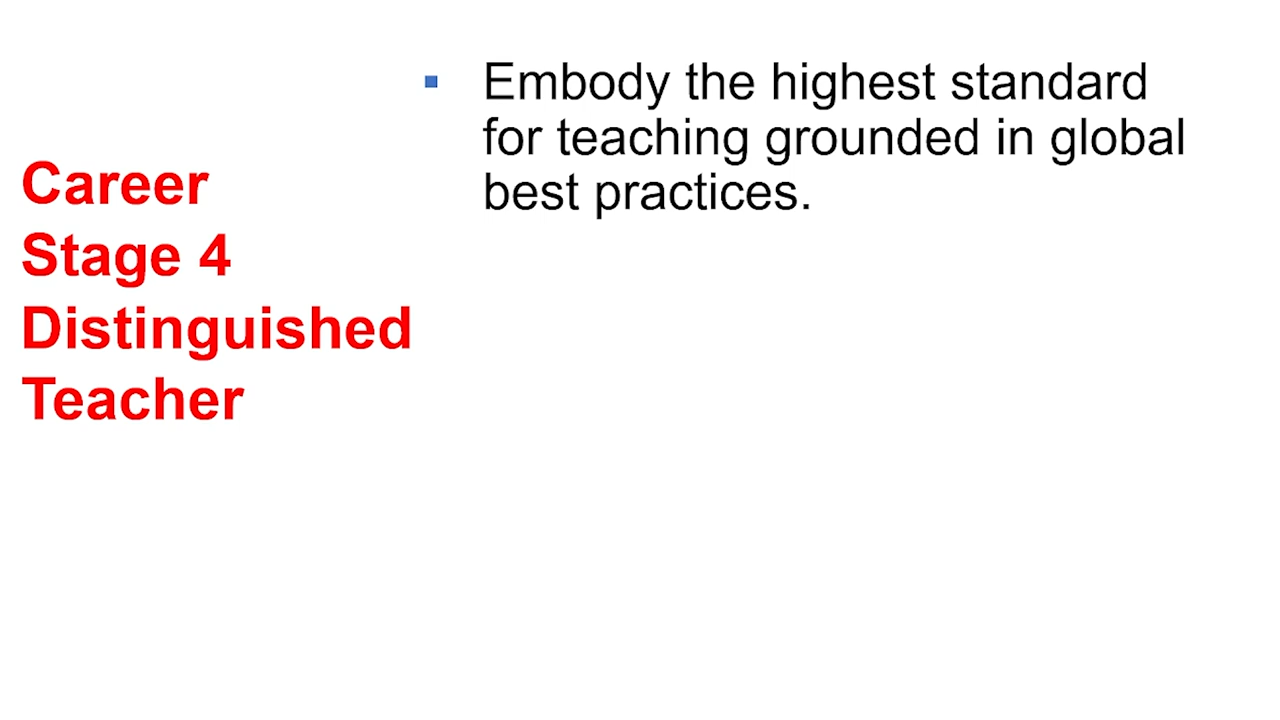 Career
Stage 4
Distinguished
Teacher
▪ Embody the highest standard
for teaching grounded in global
best practices.